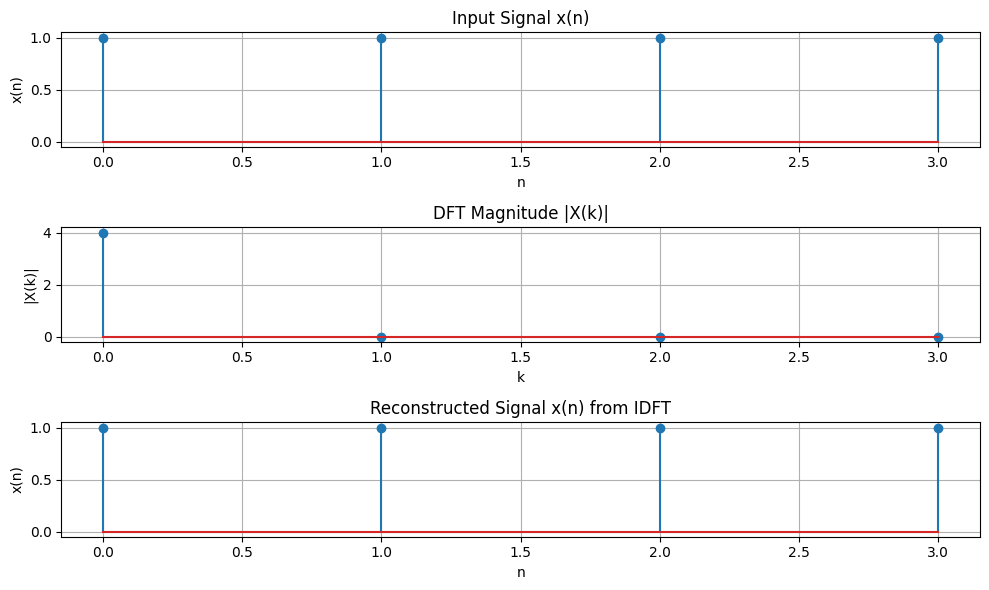 Input Signal x(n)
1.0
0.5
0.0
x(n)
0.0 0.5 1.0 1.5 2.0 2.5 3.0
n
DFT Magnitude |X(k)|
4
2
0
|X(k)|
0.0 0.5 1.0 1.5 2.0 2.5 3.0
k
Reconstructed Signal x(n) from IDFT
1.0
0.5
0.0
x(n)
0.0 0.5 1.0 1.5 2.0 2.5 3.0
n